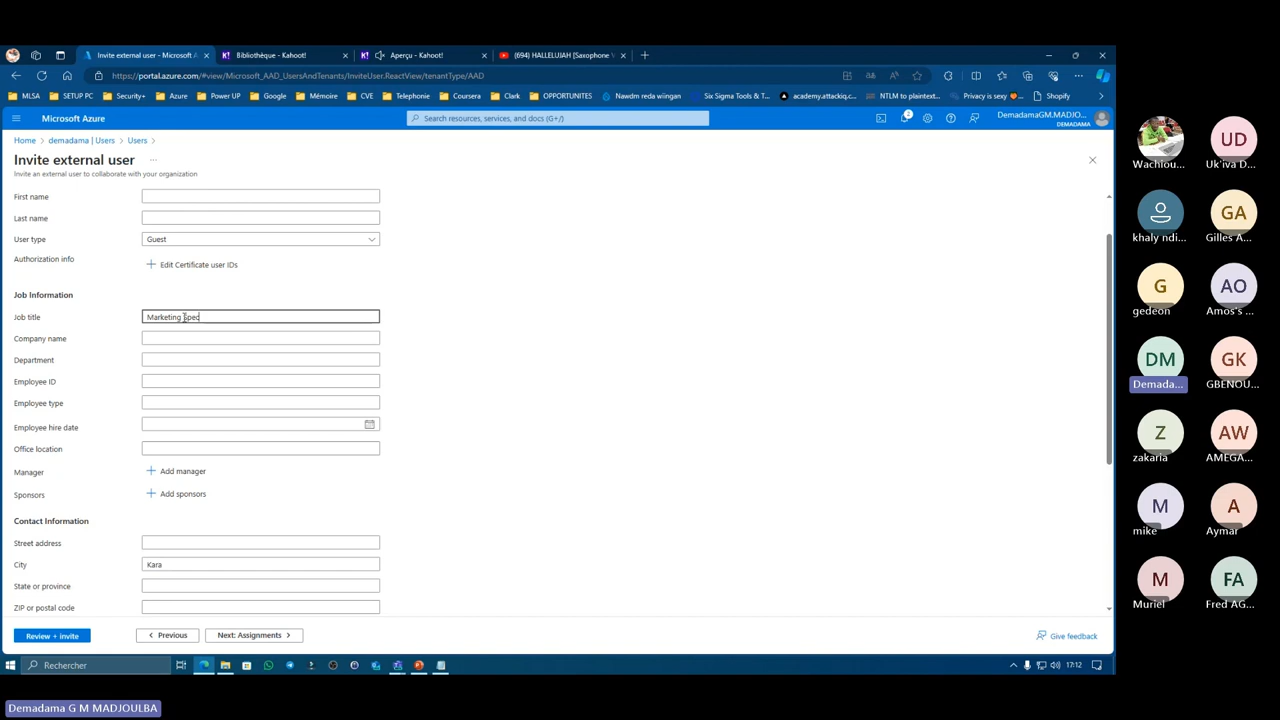 Invite external user - Microsoft A
Bibliothèque - Kahoot!
Aperçu - Kahoot!
(694) HALLELUJAH [Saxophone
https://portal.azure.com/#view/Microsoft_AAD_UsersAndTenants/InviteUser.ReactView/tenantType/AAD
MLSA
SETUP PC
Security+
Azure
Power UP
Google
Mémoire
CVE
Telephonie
Coursera
Clark
OPPORTUNITES
Nawdm reda wiingan
Six Sigma Tools & T...
academy.attackiq.c...
NTLM to plaintext...
Privacy is sexy
Shopify
Microsoft Azure
Search resources, services, and docs (G+/)
2
DemadamaGM.MADJO...
DEMADAMA
Home > demadama | Users > Users >
Invite external user
...
Invite an external user to collaborate with your organization
First name
Last name
User type
Guest
Authorization info
+ Edit Certificate user IDs
Job Information
Job title
Marketing Spec
Company name
Department
Employee ID
Employee type
Employee hire date
Office location
Manager
+ Add manager
Sponsors
+ Add sponsors
Contact Information
Street address
City
Kara
State or province
ZIP or postal code
Review + invite
< Previous
Next: Assignments >
Give feedback
Rechercher
17:12
Wachlou...
UD
Uk'iva D...
khaly ndi...
GA
Gilles A...
G
gedeon
AO
Amos's ...
DM
Demada...
GK
GBENOU...
Z
zakaria
AW
AMEGA...
M
mike
A
Aymar
M
Muriel
FA
Fred AG...
Demadama G M MADJOULBA